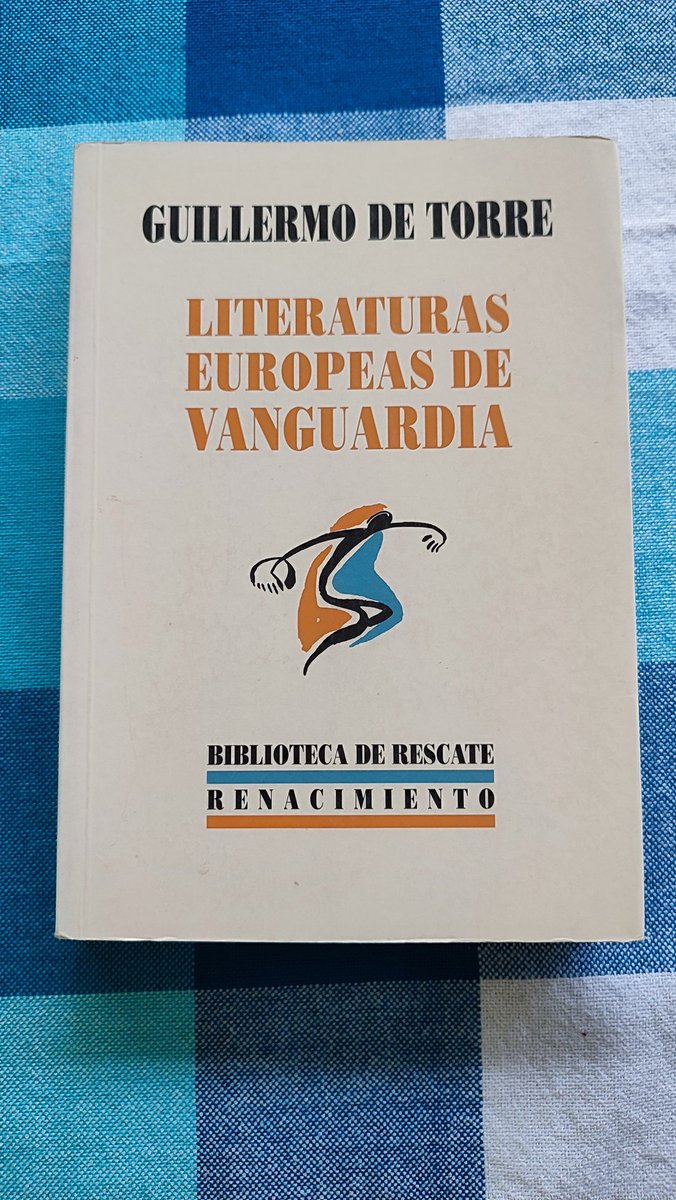 GUILLERMO DE TORRE
LITERATURAS
EUROPEAS DE
VANGUARDIA
BIBLIOTECA DE RESCATE
RENACIMIENTO